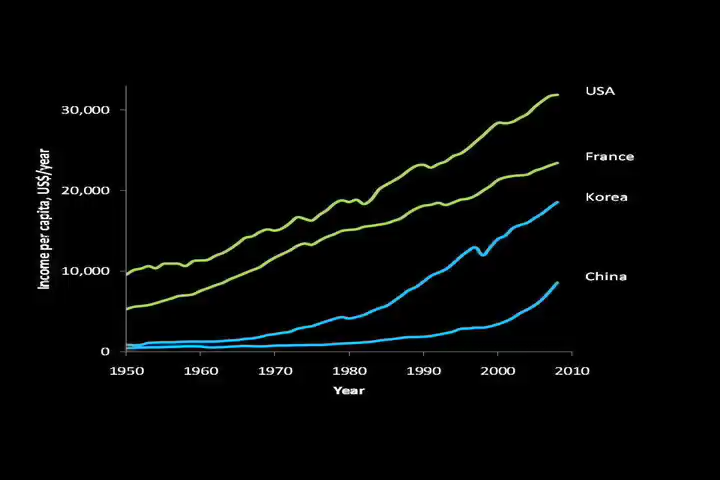 Income per capita, US$/year
30,000
20,000
10,000
0
1950 1960 1970 1980 1990 2000 2010
Year
USA
France
Korea
China